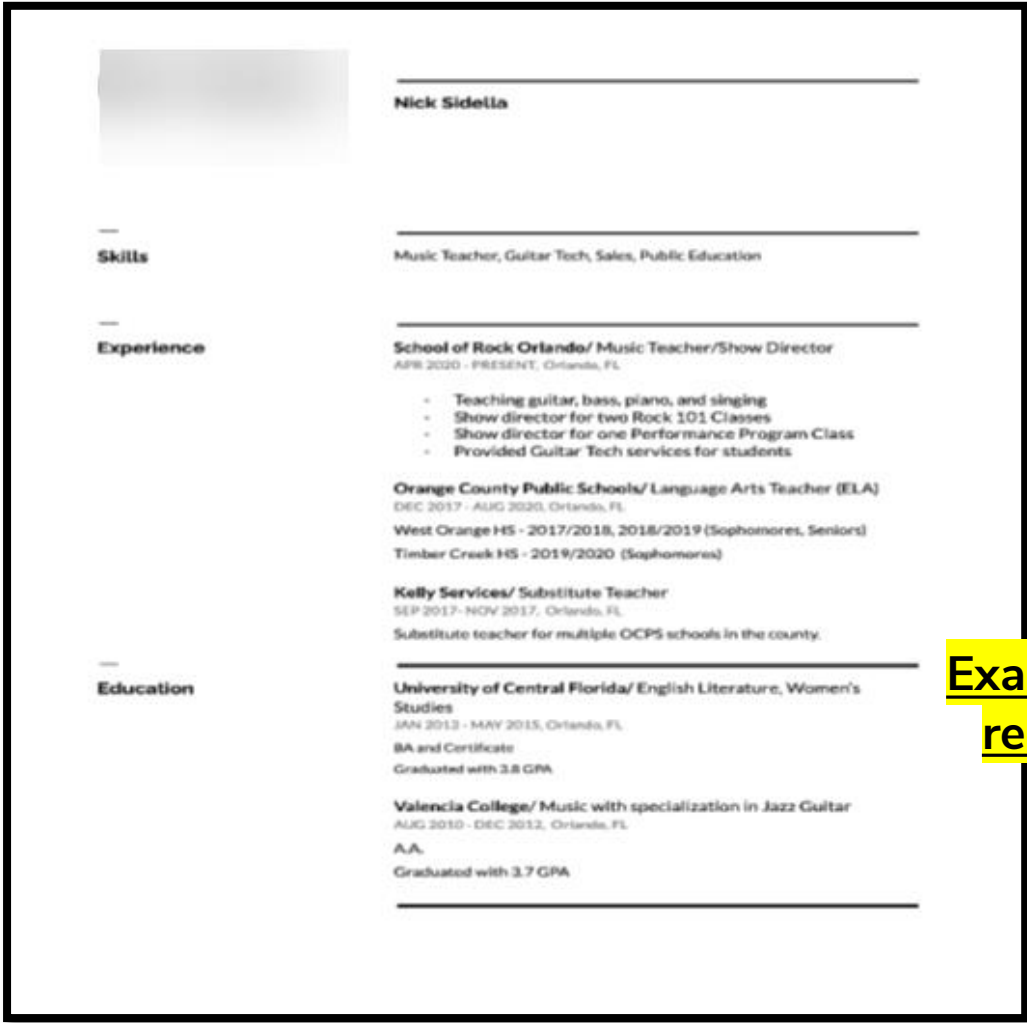 Nick Sidella
Skills
Music Teacher, Guitar Tech, Sales, Public Education
Experience
School of Rock Orlando/ Music Teacher/Show Director
APR 2020 - PRESENT, Orlando, FL
- Teaching guitar, bass, piano, and singing
- Show director for two Rock 101 Classes
- Show director for one Performance Program Class
- Provided Guitar Tech services for students
Orange County Public Schools/ Language Arts Teacher (ELA)
DEC 2017 - AUG 2020, Orlando, FL
West Orange HS - 2017/2018, 2018/2019 (Sophomores, Seniors)
Timber Creek HS - 2019/2020 (Sophomores)
Kelly Services/ Substitute Teacher
SEP 2017- NOV 2017, Orlando, FL
Substitute teacher for multiple OCPS schools in the county.
Education
University of Central Florida/ English Literature, Women's
Studies
JAN 2013 - MAY 2015, Orlando, FL
BA and Certificate
Graduated with 3.8 GPA
Valencia College/ Music with specialization in Jazz Guitar
AUG 2010 - DEC 2012, Orlando, FL
A.A.
Graduated with 3.7 GPA
Exa
re